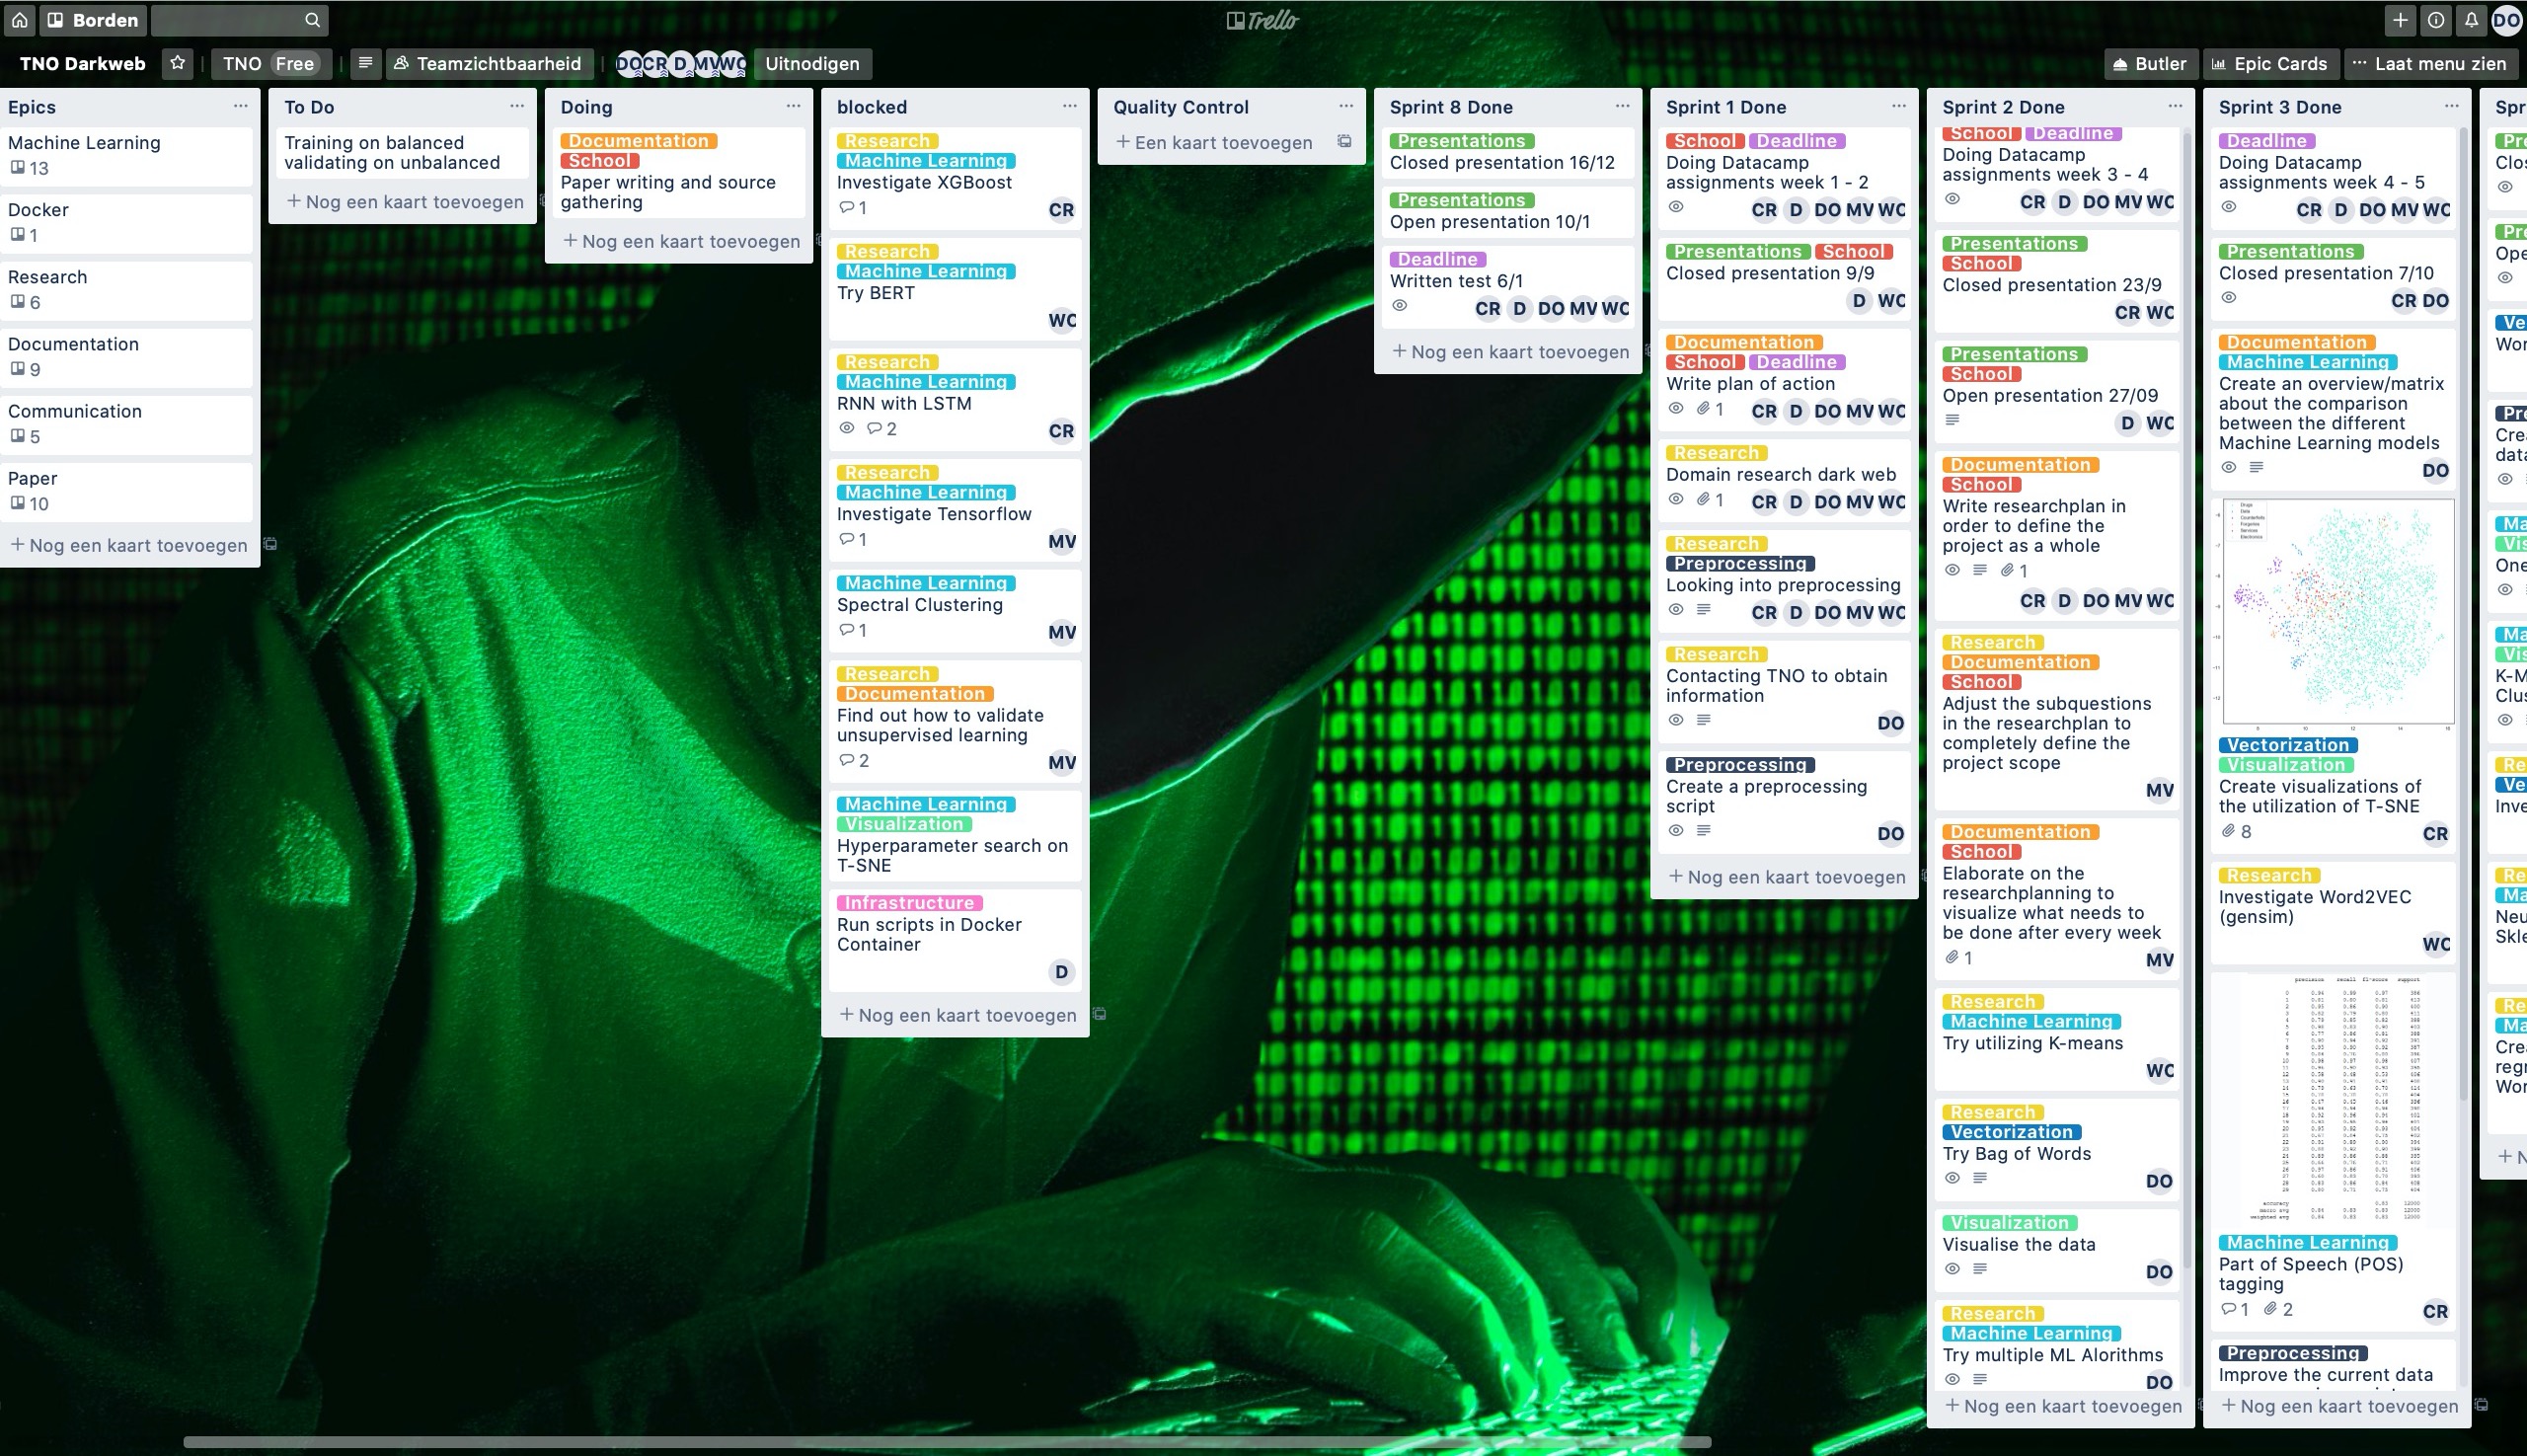 Borden
Trello
DO
TNO Darkweb
TNO Free
Teamzichtbaarheid
DO CR D MV WC
Uitnodigen
Butler
Epic Cards
Laat menu zien
Epics
Machine Learning
13
Docker
1
Research
6
Documentation
9
Communication
5
Paper
10
Nog een kaart toevoegen
To Do
Training on balanced
validating on unbalanced
Nog een kaart toevoegen
Doing
Documentation
School
Paper writing and source
gathering
Nog een kaart toevoegen
blocked
Research
Machine Learning
Investigate XGBoost
1
CR
Research
Machine Learning
Try BERT
WC
Research
Machine Learning
RNN with LSTM
2
CR
Research
Machine Learning
Investigate Tensorflow
1
MV
Machine Learning
Spectral Clustering
1
MV
Research
Documentation
Find out how to validate
unsupervised learning
2
MV
Machine Learning
Visualization
Hyperparameter search on
T-SNE
Infrastructure
Run scripts in Docker
Container
D
Nog een kaart toevoegen
Quality Control
Een kaart toevoegen
Sprint 8 Done
Presentations
Closed presentation 16/12
Presentations
Open presentation 10/1
Deadline
Written test 6/1
CR D DO MV WC
Nog een kaart toevoegen
Sprint 1 Done
School Deadline
Doing Datacamp
assignments week 1 - 2
CR D DO MV WC
Presentations School
Closed presentation 9/9
D WC
Documentation
School Deadline
Write plan of action
1 CR D DO MV WC
Research
Domain research dark web
1 CR D DO MV WC
Research
Preprocessing
Looking into preprocessing
CR D DO MV WC
Research
Contacting TNO to obtain
information
DO
Preprocessing
Create a preprocessing
script
DO
Nog een kaart toevoegen
Sprint 2 Done
School Deadline
Doing Datacamp
assignments week 3 - 4
CR D DO MV WC
Presentations
School
Closed presentation 23/9
CR WC
Presentations
School
Open presentation 27/09
D WC
Documentation
School
Write researchplan in
order to define the
project as a whole
1
CR D DO MV WC
Research
Documentation
School
Adjust the subquestions
in the researchplan to
completely define the
project scope
MV
Documentation
School
Elaborate on the
researchplanning to
visualize what needs to
be done after every week
1
MV
Research
Machine Learning
Try utilizing K-means
WC
Research
Vectorization
Try Bag of Words
DO
Visualization
Visualise the data
DO
Research
Machine Learning
Try multiple ML Alorithms
DO
Nog een kaart toevoegen
Sprint 3 Done
Deadline
Doing Datacamp
assignments week 4 - 5
CR D DO MV WC
Presentations
Closed presentation 7/10
CR DO
Documentation
Machine Learning
Create an overview/matrix
about the comparison
between the different
Machine Learning models
DO
Vectorization
Visualization
Create visualizations of
the utilization of T-SNE
8
CR
Research
Investigate Word2VEC
(gensim)
WC
precision recall f1-score support
Machine Learning
Part of Speech (POS)
tagging
1 2
CR
Preprocessing
Improve the current data
Nog een kaart toevoegen